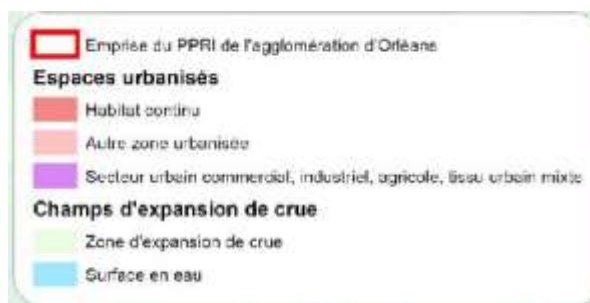 Emprise du PPRI de l'agglomération d'Orléans
Espaces urbanisés
Habitat continu
Autre zone urbanisée
Secteur urbain commercial, industriel, agricole, tissu urbain mixte
Champs d'expansion de crue
Zone d'expansion de crue
Surface en eau